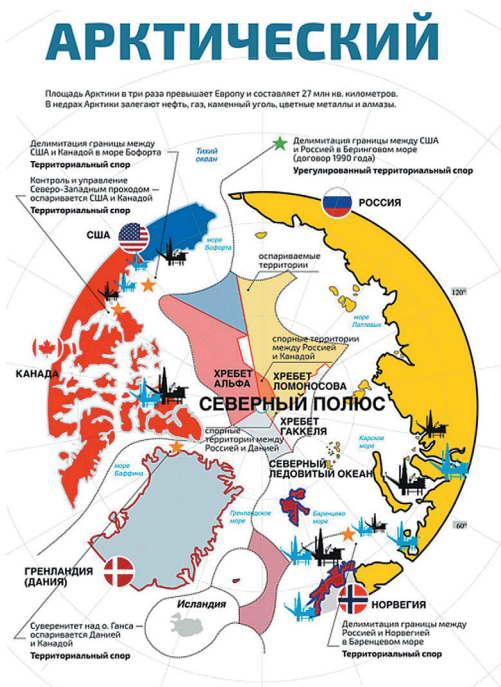 АРКТИЧЕСКИЙ
Площадь Арктики в три раза превышает Европу и составляет 27 млн кв. километров.
В недрах Арктики залегают нефть, газ, каменный уголь, цветные металлы и алмазы.
Делимитация границы между
США и Канадой в море Бофорта
Территориальный спор
Тихий
океан
Делимитация границы между США
и Россией в Беринговом море
(договор 1990 года)
Урегулированный территориальный спор
Контроль и управление
Северо-Западным проходом —
оспаривается США и Канадой
Территориальный спор
РОССИЯ
США
море
Бофорта
оспариваемые
территории
120°
море
Лаптевых
спорные территории
между Россией
и Канадой
КАНАДА
ХРЕБЕТ
АЛЬФА
ХРЕБЕТ
ЛОМОНОСОВА
СЕВЕРНЫЙ ПОЛЮС
ХРЕБЕТ
ГАККЕЛЯ
спорные
территории между
Россией и Данией
Карское
море
море
Баффина
СЕВЕРНЫЙ
ЛЕДОВИТЫЙ ОКЕАН
Гренландское
море
Баренцево
море
60°
ГРЕНЛАНДИЯ
(ДАНИЯ)
Исландия
НОРВЕГИЯ
Суверенитет над о. Ганса —
оспаривается Данией
и Канадой
Территориальный спор
Делимитация границы между
Россией и Норвегией
в Баренцевом море
Территориальный спор